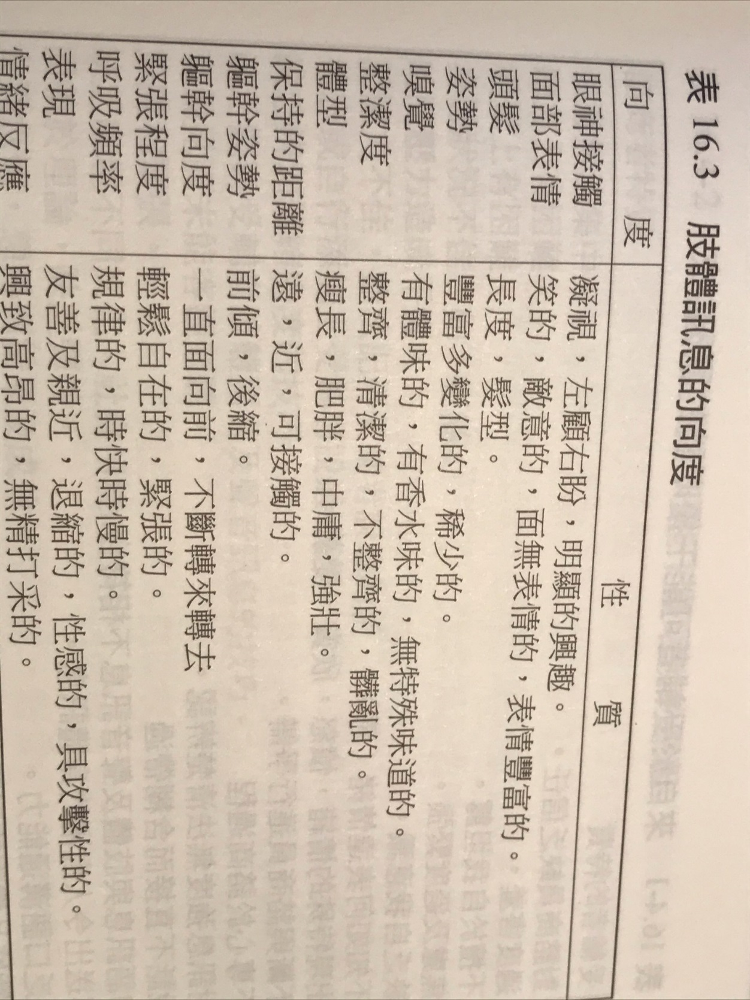 表 16.3 肢體訊息的向度
向 度 性 質
眼神接觸 凝視，左顧右盼，明顯的興趣。
面部表情 笑的，敵意的，面無表情的，表情豐富的。
頭髮 長度，髮型。
姿勢 豐富多變化的，稀少的。
嗅覺 有體味的，有香水味的，無特殊味道的。
整潔度 整齊，清潔的，不整齊的，髒亂的。
體型 瘦長，肥胖，中庸，強壯。
保持的距離 遠，近，可接觸的。
軀幹姿勢 前傾，後縮。
軀幹向度 一直面向前，不斷轉來轉去
緊張程度 輕鬆自在的，緊張的。
呼吸頻率 規律的，時快時慢的。
表現 友善及親近，退縮的，性感的，具攻擊性的。
情緒反應 興致高昂的，無精打采的。